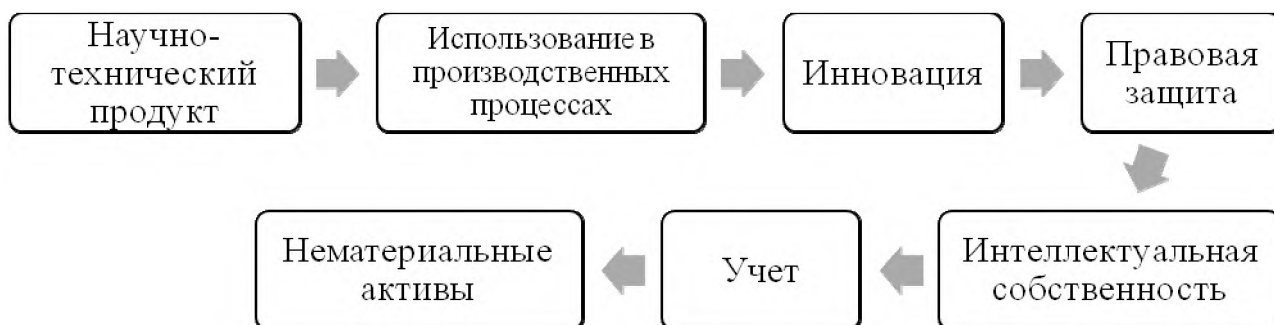 Научно-
технический
продукт
Использование в
производственных
процессах
Инновация
Правовая
защита
Интеллектуальная
собственность
Учет
Нематериальные
активы